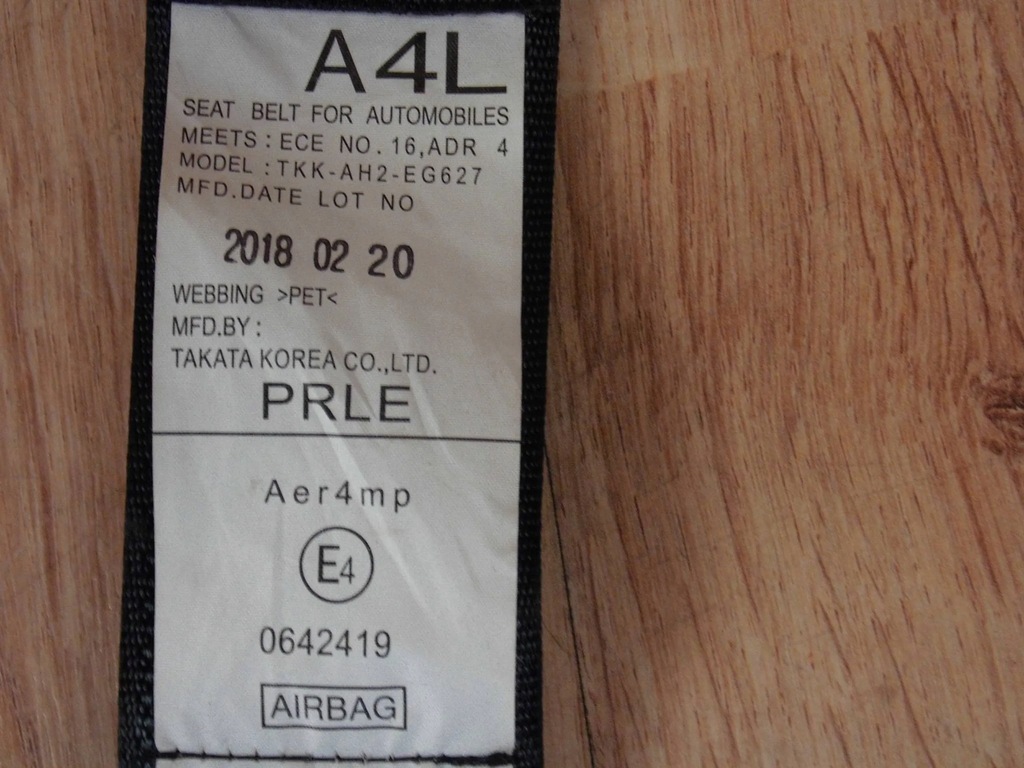 A4L
SEAT BELT FOR AUTOMOBILES
MEETS : ECE NO. 16,ADR 4
MODEL : TKK-AH2-EG627
MFD.DATE LOT NO
2018 02 20
WEBBING >PET<
MFD.BY :
TAKATA KOREA CO.,LTD.
PRLE
Aer4mp
E4
0642419
AIRBAG